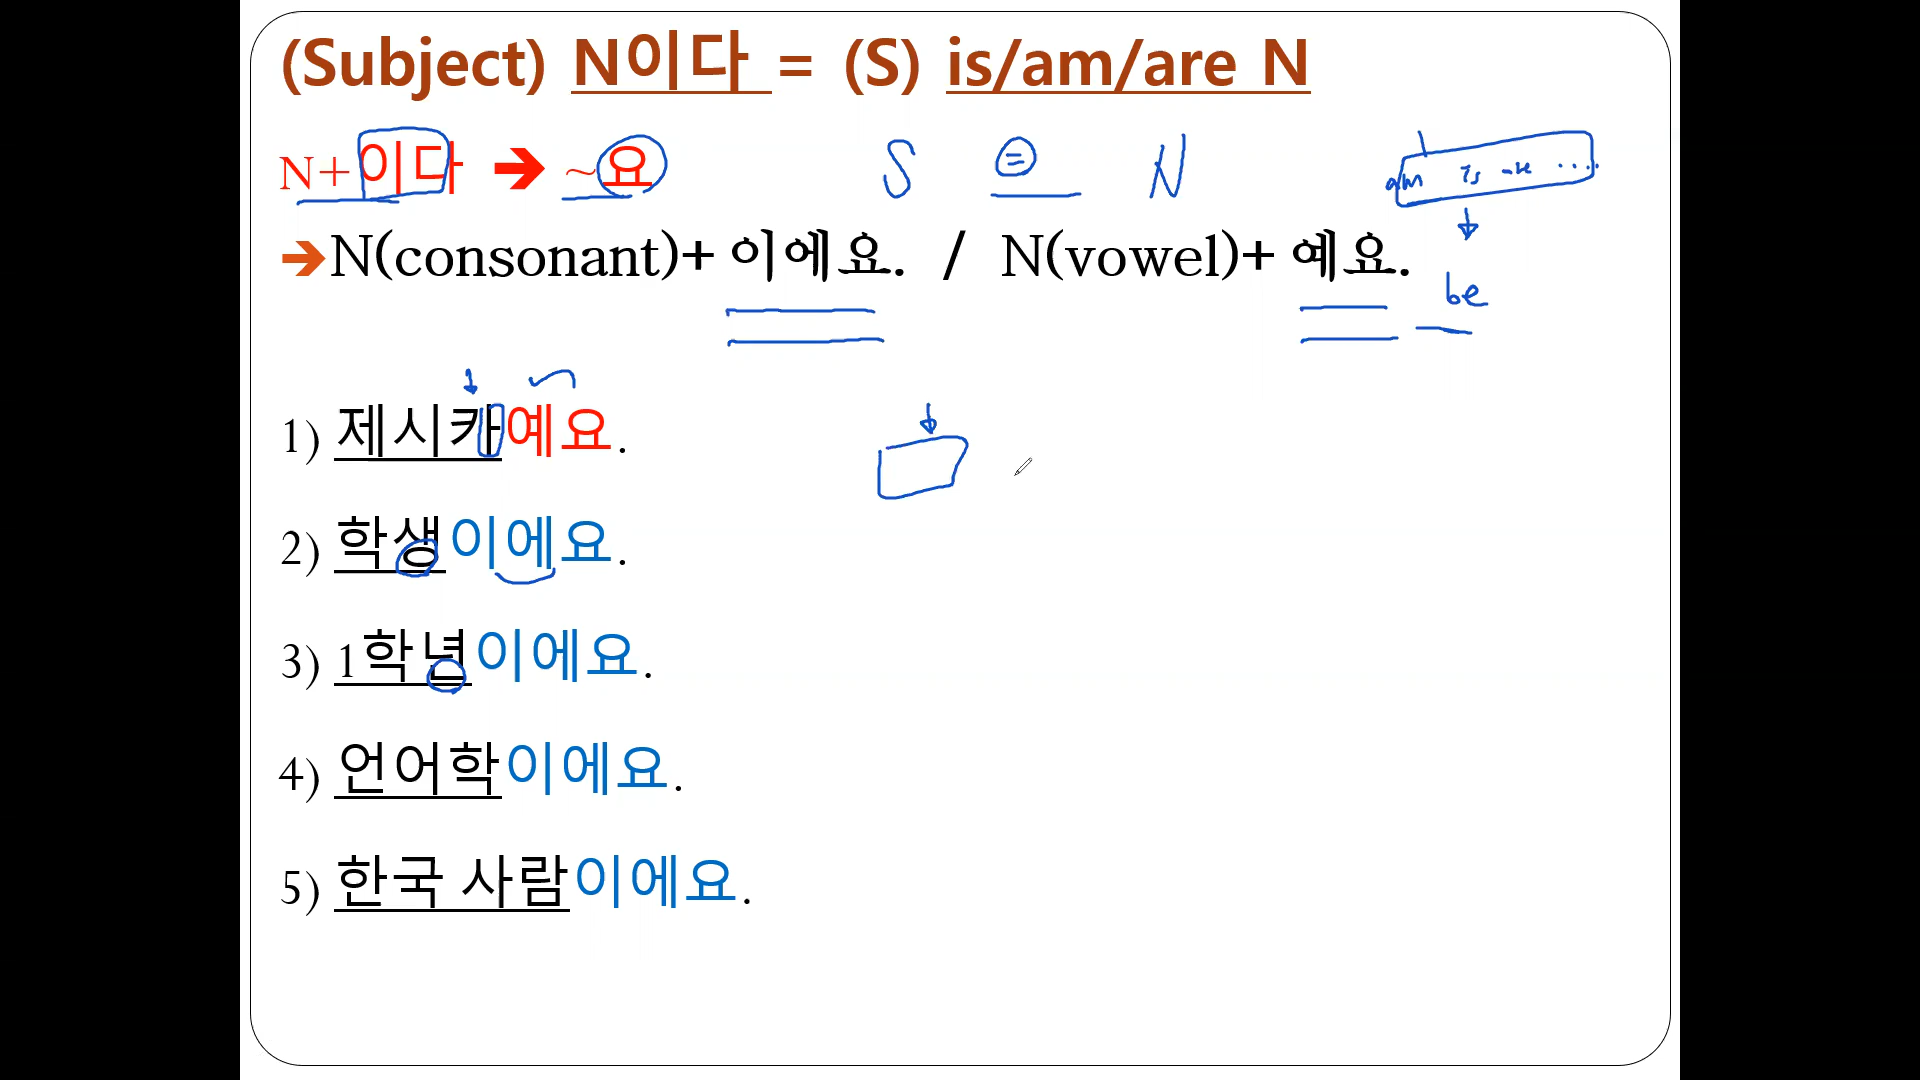 (Subject) N이다 = (S) is/am/are N
N+이다 ➔ ~요 S = N
am is are ...
➔N(consonant)+ 이에요. / N(vowel)+ 예요.
be
1) 제시카예요.
2) 학생이에요.
3) 1학년이에요.
4) 언어학이에요.
5) 한국 사람이에요.